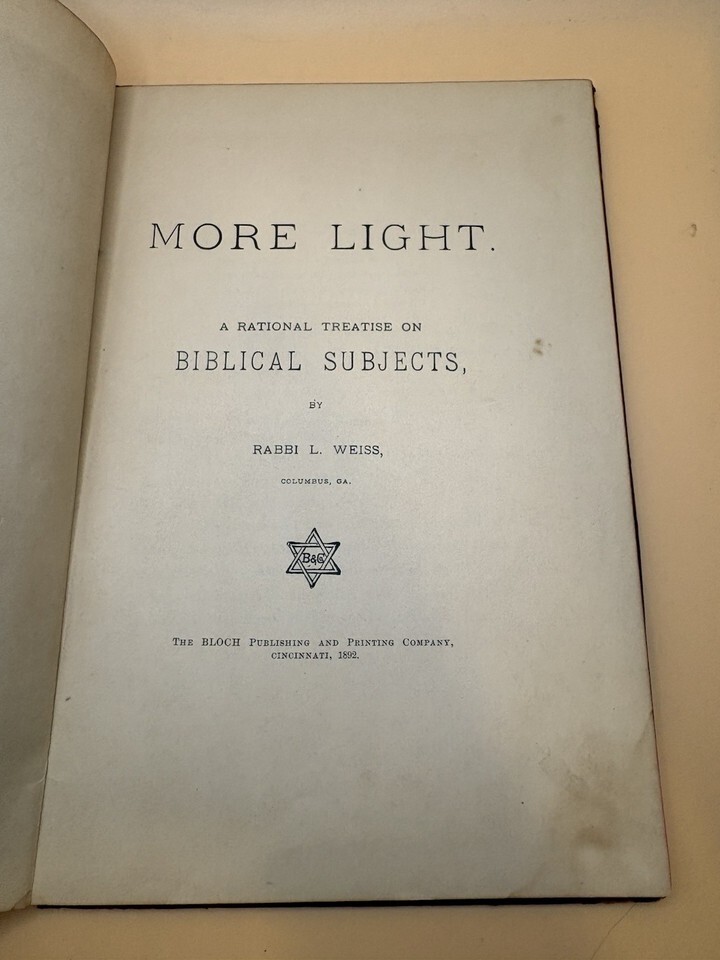 MORE LIGHT.
A RATIONAL TREATISE ON
BIBLICAL SUBJECTS,
BY
RABBI L. WEISS,
COLUMBUS, GA.
B&C
THE BLOCH PUBLISHING AND PRINTING COMPANY,
CINCINNATI, 1892.